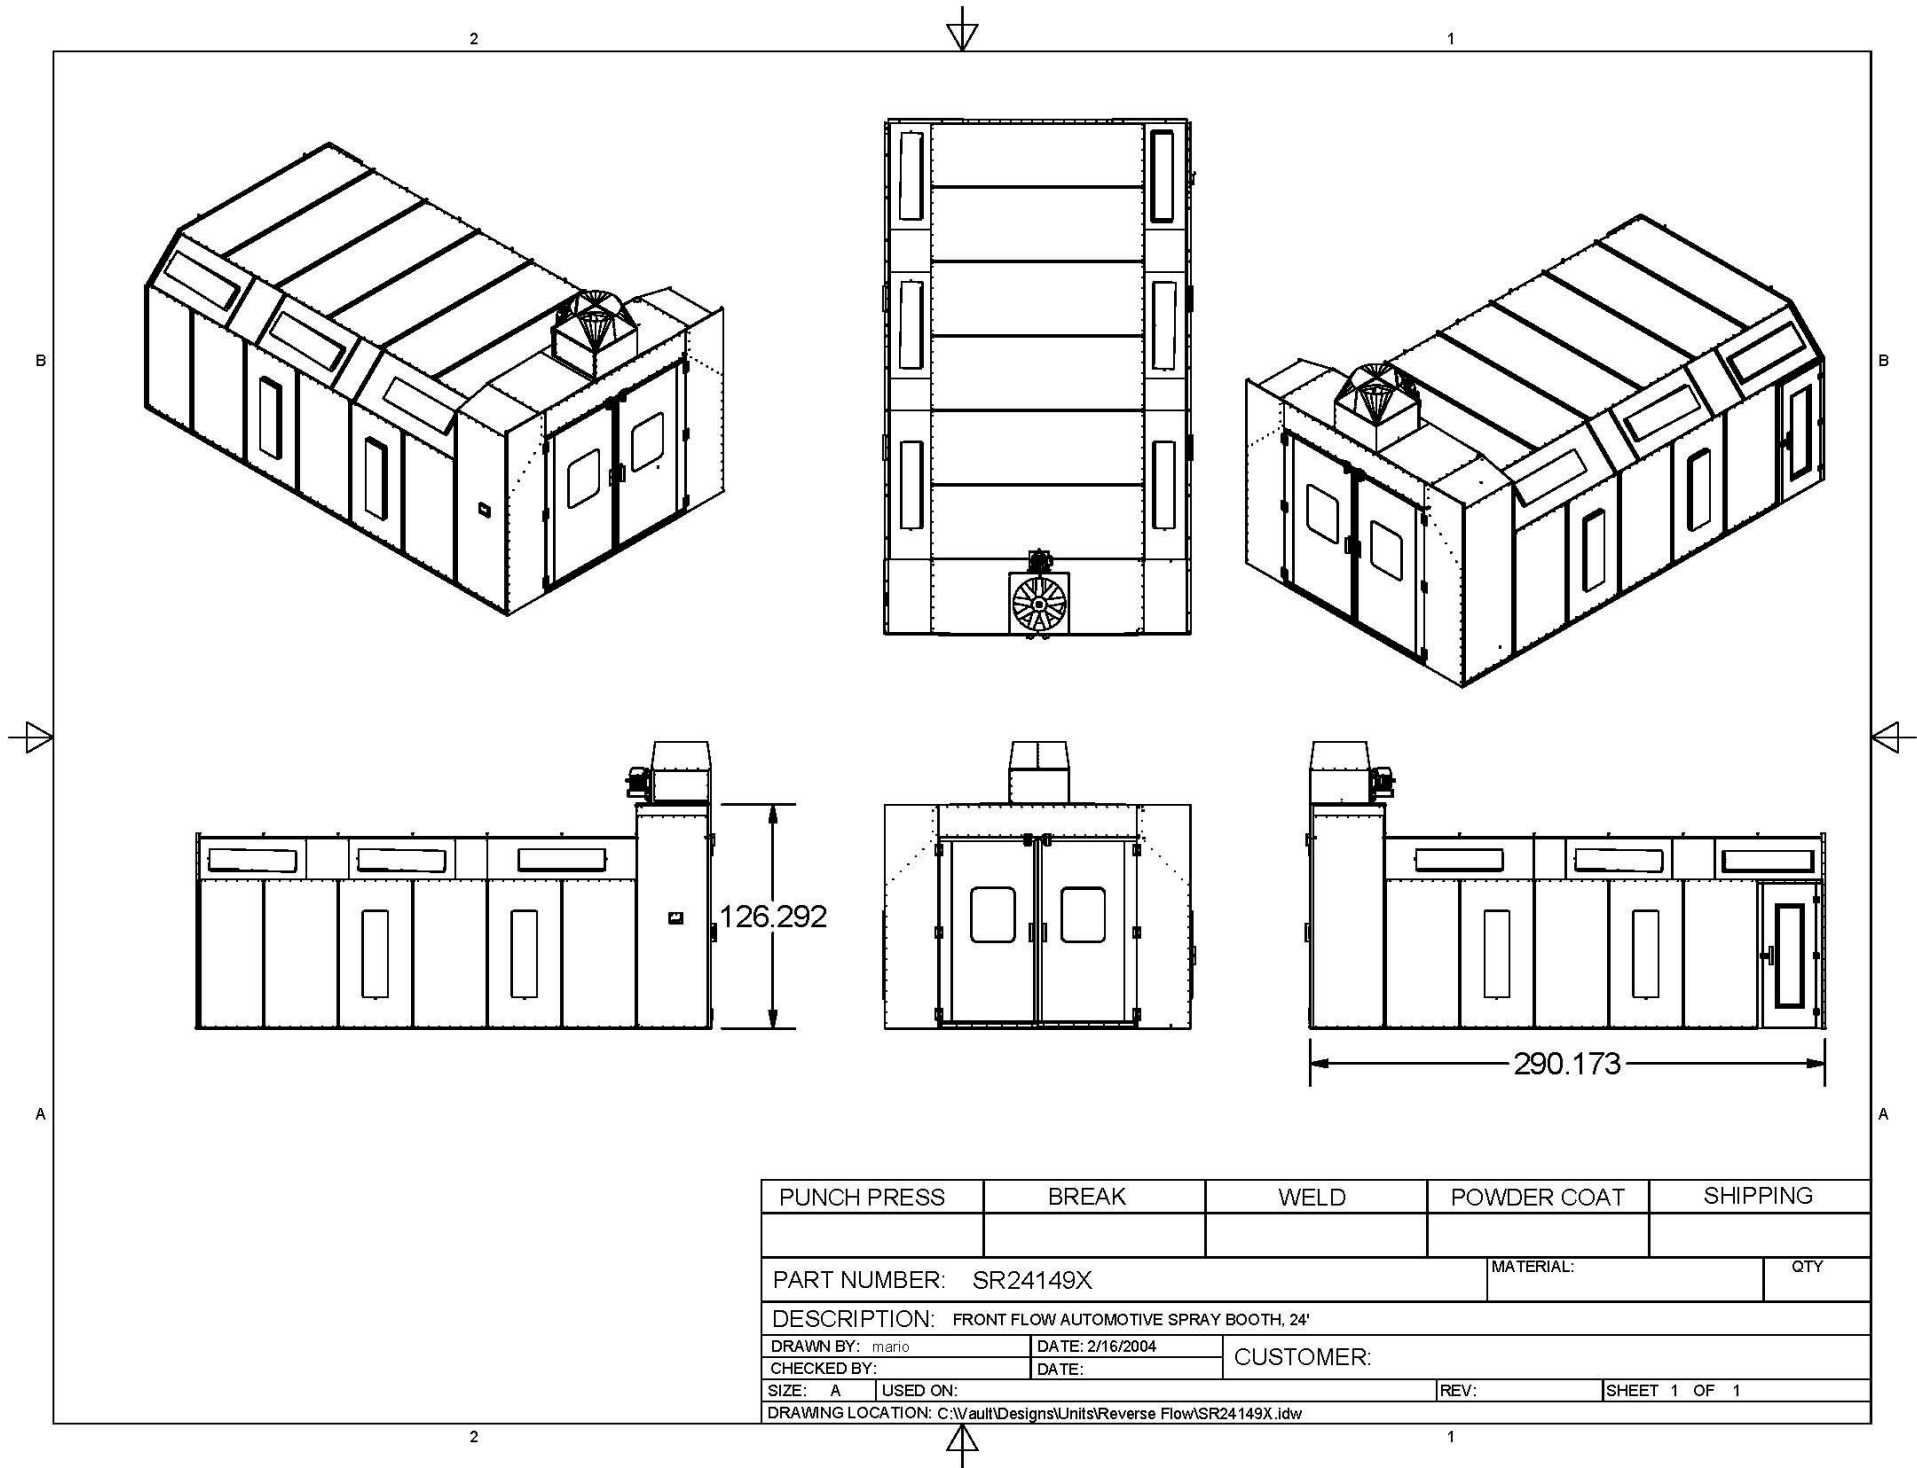 2 1
B B
126.292
290.173
A A
PUNCH PRESS BREAK WELD POWDER COAT SHIPPING
PART NUMBER: SR24149X MATERIAL: QTY
DESCRIPTION: FRONT FLOW AUTOMOTIVE SPRAY BOOTH, 24'
DRAWN BY: mario DATE: 2/16/2004 CUSTOMER:
CHECKED BY: DATE:
SIZE: A USED ON: REV: SHEET 1 OF 1
DRAWING LOCATION: C:\Vault\Designs\Units\Reverse Flow\SR24149X.idw
2 1